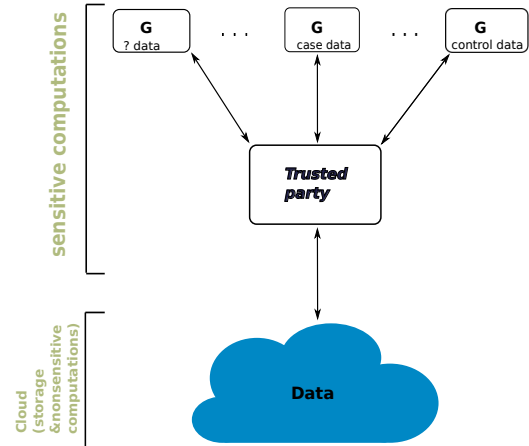 G
? data
. . .
G
case data
. . .
G
control data
sensitive computations
Trusted
party
Cloud
(storage
&nonsensitive
computations)
Data